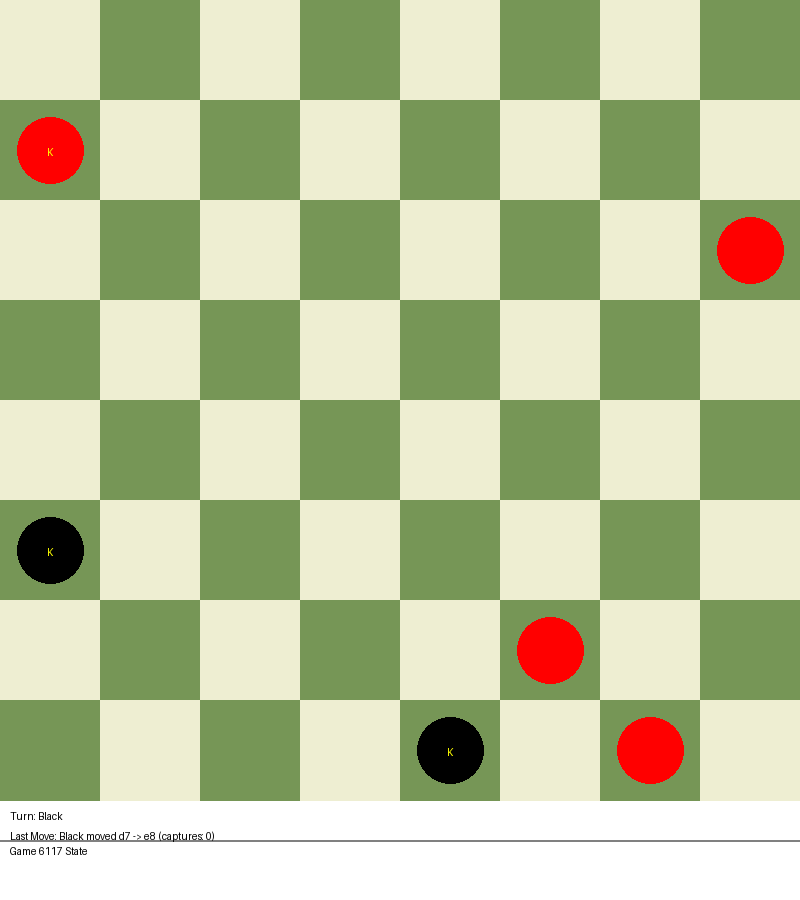 K
K
K
Turn: Black
Last Move: Black moved d7 -> e8 (captures: 0)
Game 6117 State